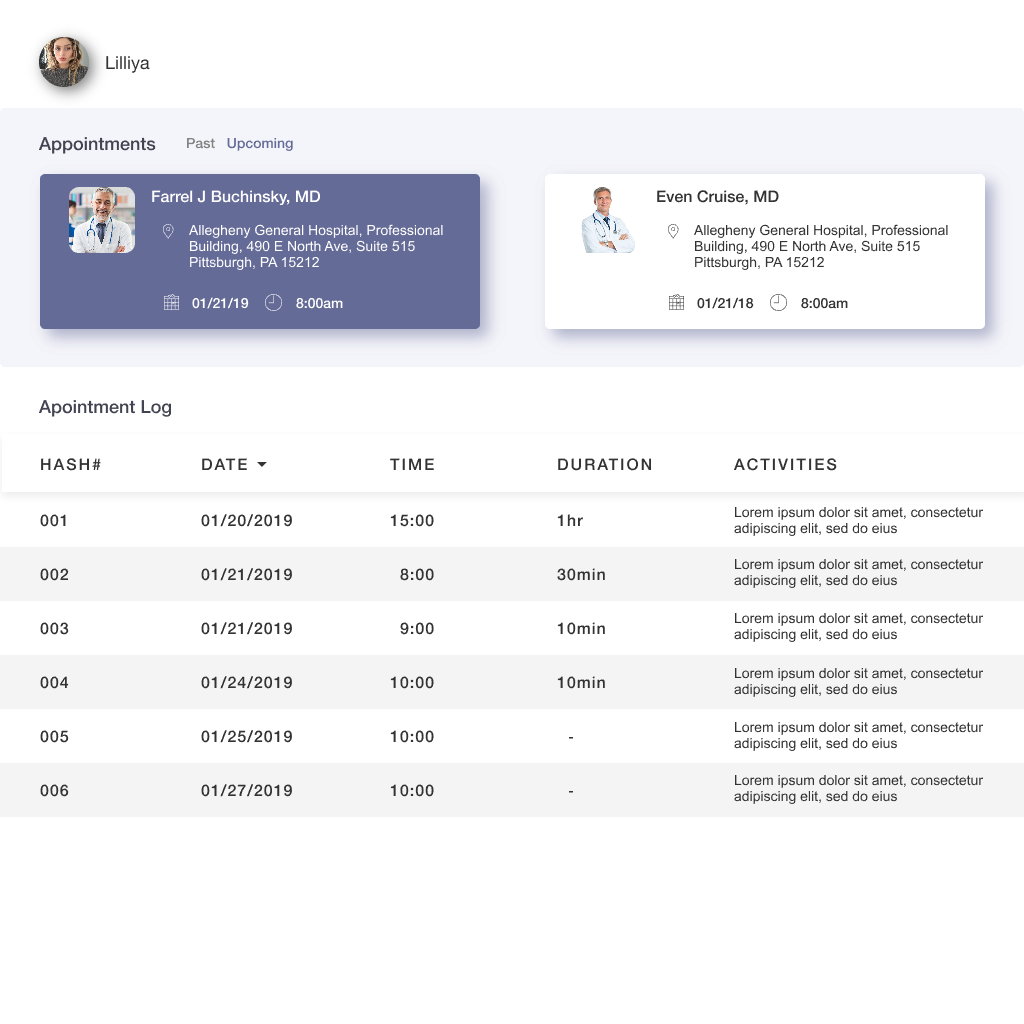 Lilliya
Appointments Past Upcoming
Farrel J Buchinsky, MD
Allegheny General Hospital, Professional
Building, 490 E North Ave, Suite 515
Pittsburgh, PA 15212
01/21/19 8:00am
Even Cruise, MD
Allegheny General Hospital, Professional
Building, 490 E North Ave, Suite 515
Pittsburgh, PA 15212
01/21/18 8:00am
Apointment Log
HASH# DATE TIME DURATION ACTIVITIES
001 01/20/2019 15:00 1hr Lorem ipsum dolor sit amet, consectetur
adipiscing elit, sed do eius
002 01/21/2019 8:00 30min Lorem ipsum dolor sit amet, consectetur
adipiscing elit, sed do eius
003 01/21/2019 9:00 10min Lorem ipsum dolor sit amet, consectetur
adipiscing elit, sed do eius
004 01/24/2019 10:00 10min Lorem ipsum dolor sit amet, consectetur
adipiscing elit, sed do eius
005 01/25/2019 10:00 - Lorem ipsum dolor sit amet, consectetur
adipiscing elit, sed do eius
006 01/27/2019 10:00 - Lorem ipsum dolor sit amet, consectetur
adipiscing elit, sed do eius